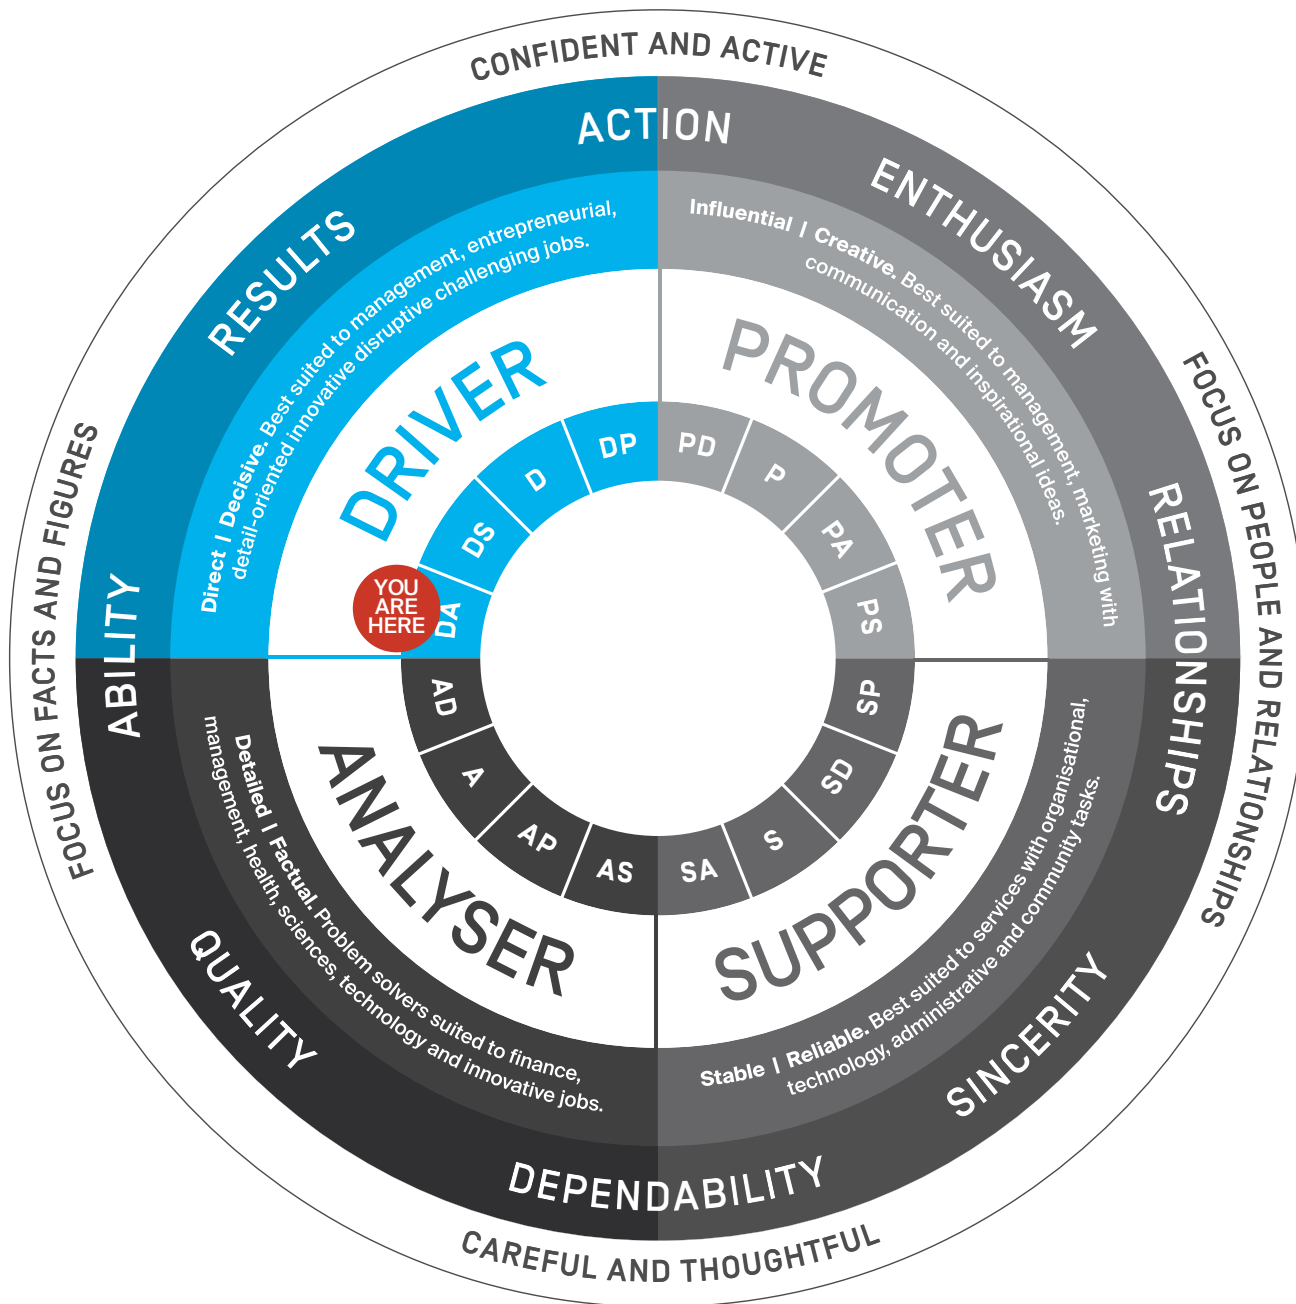 CONFIDENT AND ACTIVE
ACTION
RESULTS
ENTHUSIASM
Direct | Decisive. Best suited to management, entrepreneurial,
detail-oriented innovative disruptive challenging jobs.
Influential | Creative. Best suited to management, marketing with
communication and inspirational ideas.
DRIVER
PROMOTER
FOCUS ON FACTS AND FIGURES
FOCUS ON PEOPLE AND RELATIONSHIPS
ABILITY
RELATIONSHIPS
DA
DS
D
DP
PD
P
PA
PS
YOU
ARE
HERE
AD
A
AP
AS
SA
S
SD
SP
ANALYSER
SUPPORTER
Detailed | Factual. Problem solvers suited to finance,
management, health, sciences, technology and innovative jobs.
Stable | Reliable. Best suited to services with organisational,
technology, administrative and community tasks.
QUALITY
SINCERITY
DEPENDABILITY
CAREFUL AND THOUGHTFUL